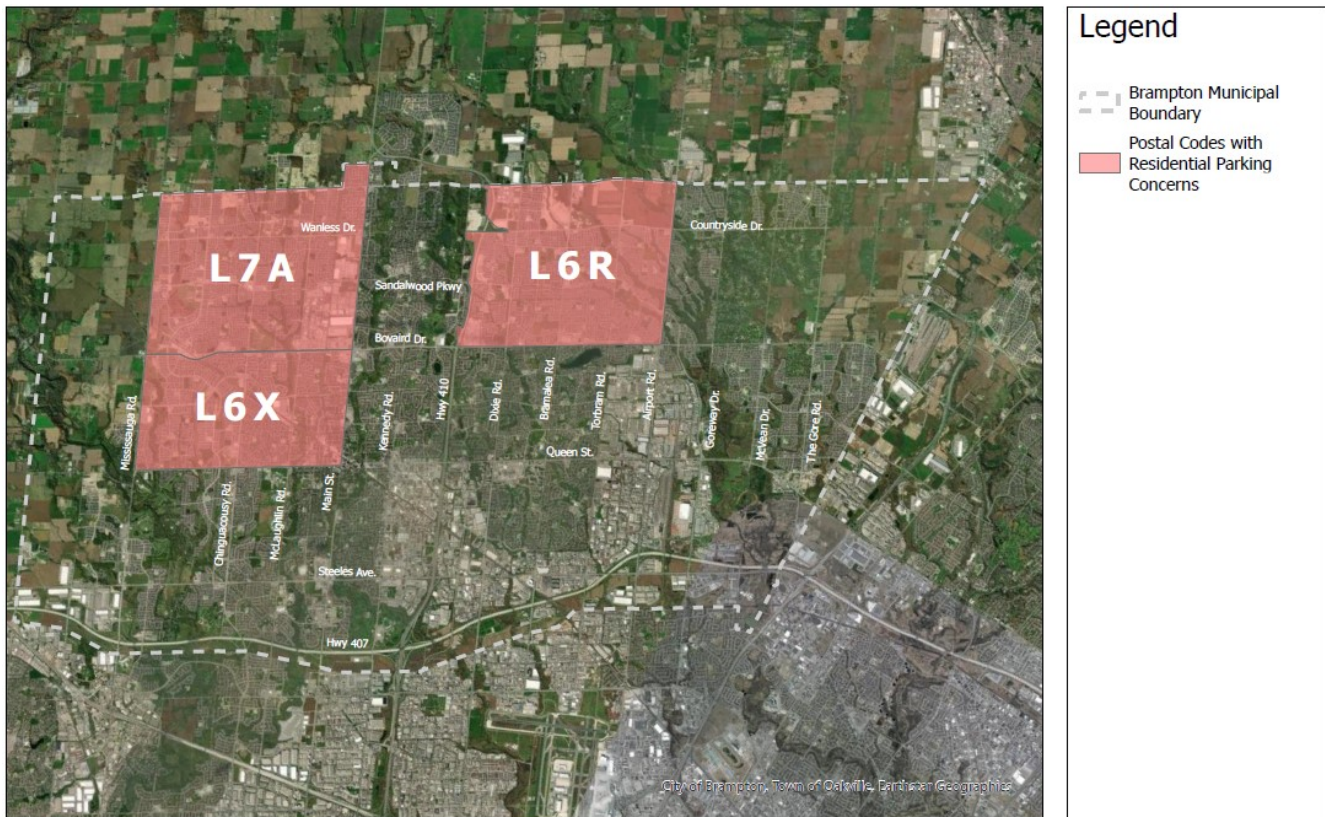 Legend
Brampton Municipal
Boundary
Postal Codes with
Residential Parking
Concerns
Wanless Dr.
Countryside Dr.
L7A
L6R
Sandalwood Pkwy
Bovaird Dr.
L6X
Mississauga Rd.
Kennedy Rd.
Hwy 410
Dixie Rd.
Bramalea Rd.
Torbram Rd.
Airport Rd.
Goreway Dr.
McVean Dr.
The Gore Rd.
Queen St.
Chinguacousy Rd.
McLaughlin Rd.
Main St.
Steeles Ave.
Hwy 407
City of Brampton, Town of Oakville, Earthstar Geographics